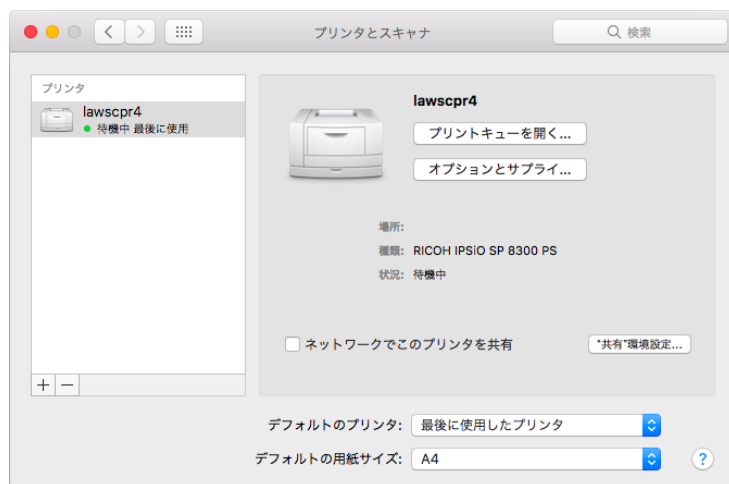 プリンタとスキャナ
検索
プリンタ
lawscpr4
待機中 最後に使用
lawscpr4
プリントキューを開く...
オプションとサプライ...
場所:
種類: RICOH IPSiO SP 8300 PS
状況: 待機中
ネットワークでこのプリンタを共有
"共有"環境設定...
デフォルトのプリンタ: 最後に使用したプリンタ
デフォルトの用紙サイズ: A4
?